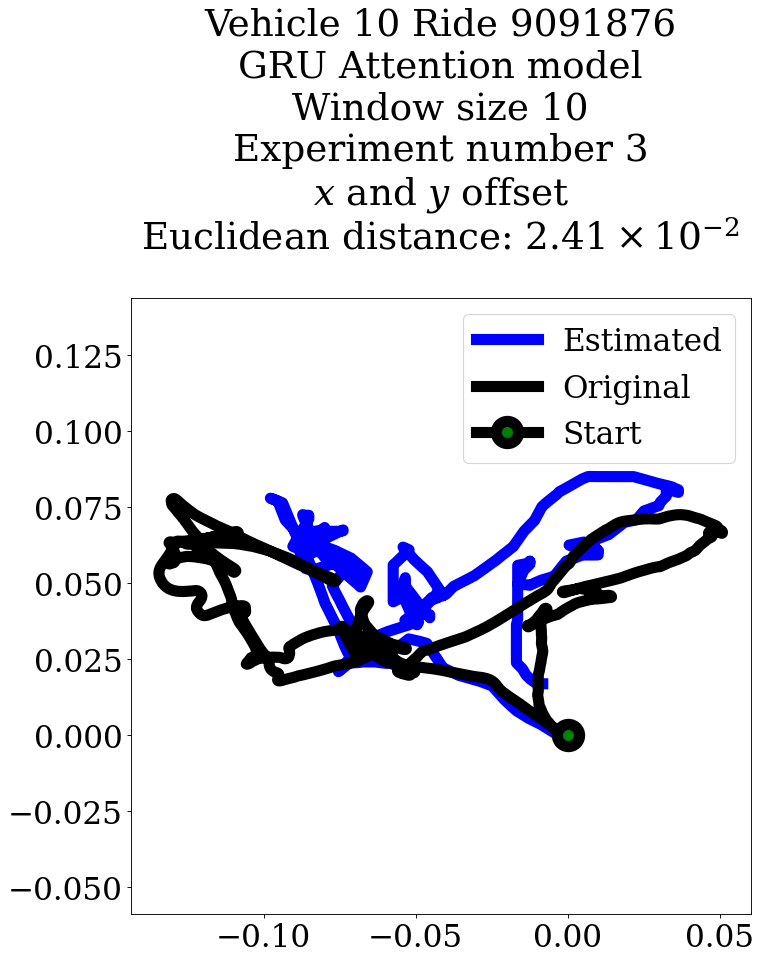 Vehicle 10 Ride 9091876
GRU Attention model
Window size 10
Experiment number 3
x and y offset
Euclidean distance: 2.41 × 10⁻²
Estimated
Original
Start
0.125
0.100
0.075
0.050
0.025
0.000
−0.025
−0.050
−0.10 −0.05 0.00 0.05